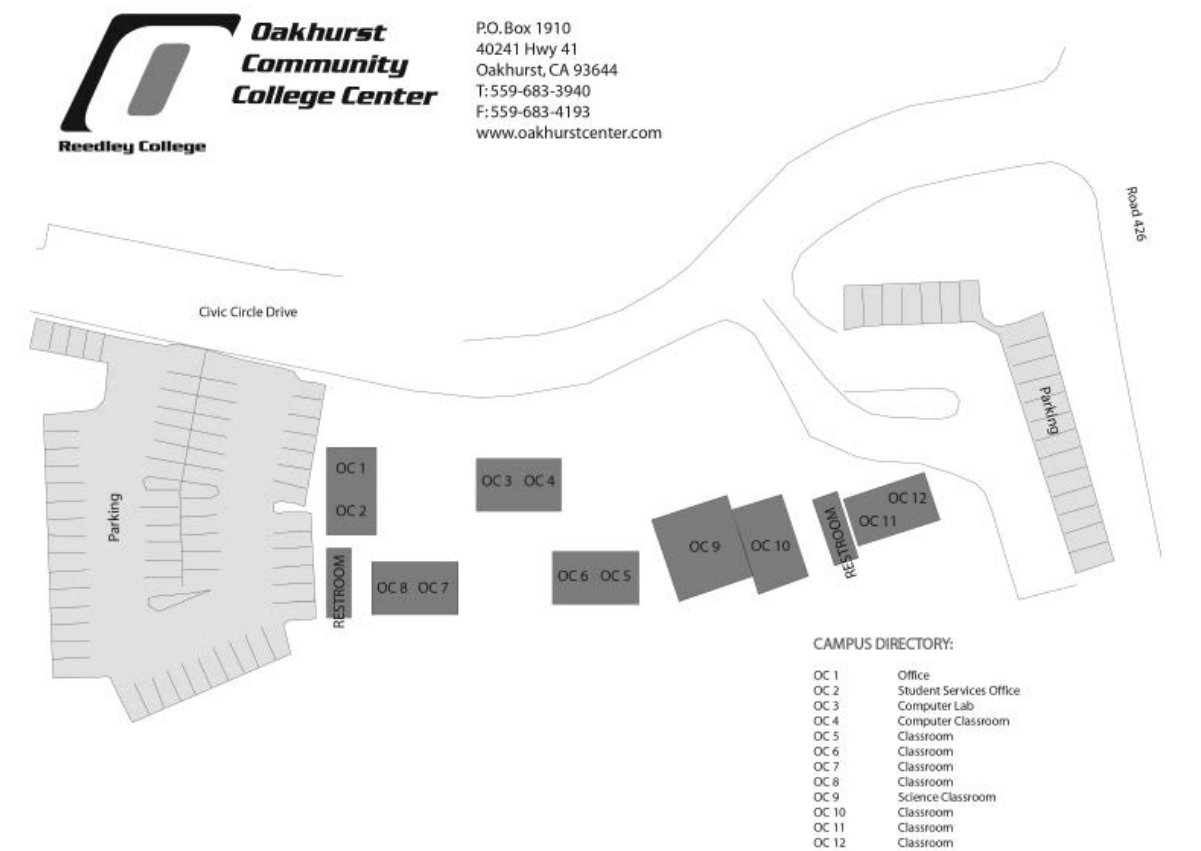 Oakhurst
Community
College Center
Reedley College
P.O. Box 1910
40241 Hwy 41
Oakhurst, CA 93644
T: 559-683-3940
F: 559-683-4193
www.oakhurstcenter.com
Road 426
Civic Circle Drive
Parking
Parking
OC 1
OC 2
RESTROOM
OC 3 OC 4
OC 8 OC 7
OC 6 OC 5
OC 9
OC 10
RESTROOM
OC 12
OC 11
CAMPUS DIRECTORY:
OC 1 Office
OC 2 Student Services Office
OC 3 Computer Lab
OC 4 Computer Classroom
OC 5 Classroom
OC 6 Classroom
OC 7 Classroom
OC 8 Classroom
OC 9 Science Classroom
OC 10 Classroom
OC 11 Classroom
OC 12 Classroom